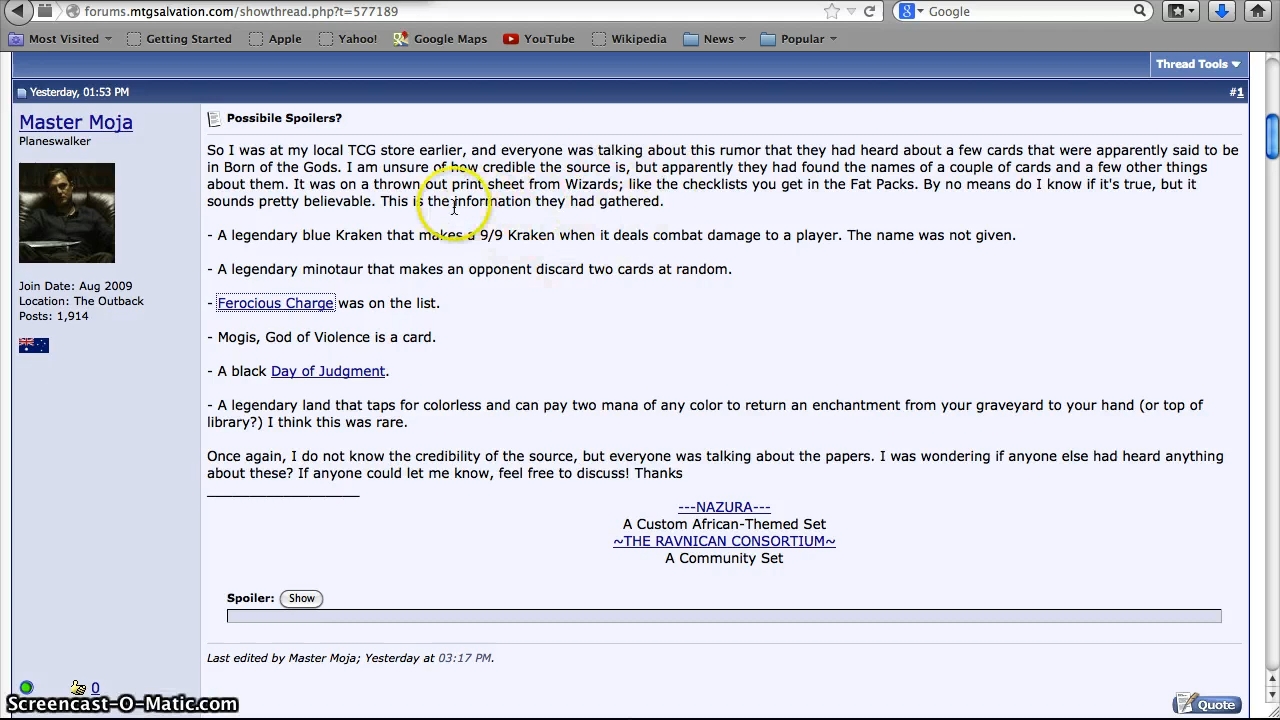 forums.mtgsalvation.com/showthread.php?t=577189
Google
Most Visited Getting Started Apple Yahoo! Google Maps YouTube Wikipedia News Popular
Thread Tools
Yesterday, 01:53 PM #1
Master Moja
Planeswalker
Join Date: Aug 2009
Location: The Outback
Posts: 1,914
Possibile Spoilers?
So I was at my local TCG store earlier, and everyone was talking about this rumor that they had heard about a few cards that were apparently said to be
in Born of the Gods. I am unsure of how credible the source is, but apparently they had found the names of a couple of cards and a few other things
about them. It was on a thrown out print sheet from Wizards; like the checklists you get in the Fat Packs. By no means do I know if it's true, but it
sounds pretty believable. This is the information they had gathered.
- A legendary blue Kraken that makes a 9/9 Kraken when it deals combat damage to a player. The name was not given.
- A legendary minotaur that makes an opponent discard two cards at random.
- Ferocious Charge was on the list.
- Mogis, God of Violence is a card.
- A black Day of Judgment.
- A legendary land that taps for colorless and can pay two mana of any color to return an enchantment from your graveyard to your hand (or top of
library?) I think this was rare.
Once again, I do not know the credibility of the source, but everyone was talking about the papers. I was wondering if anyone else had heard anything
about these? If anyone could let me know, feel free to discuss! Thanks
---NAZURA---
A Custom African-Themed Set
~THE RAVNICAN CONSORTIUM~
A Community Set
Spoiler: Show
Last edited by Master Moja; Yesterday at 03:17 PM.
0
Screencast-O-Matic.com
Quote